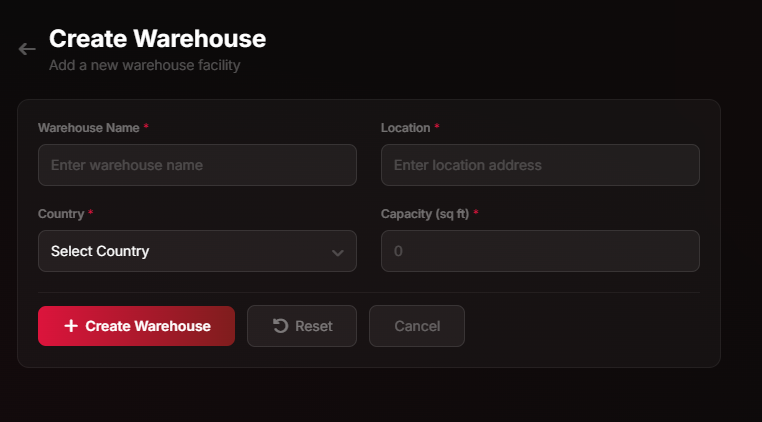 Create Warehouse
Add a new warehouse facility
Warehouse Name *
Location *
Enter warehouse name
Enter location address
Country *
Capacity (sq ft) *
Select Country
0
Create Warehouse
Reset
Cancel